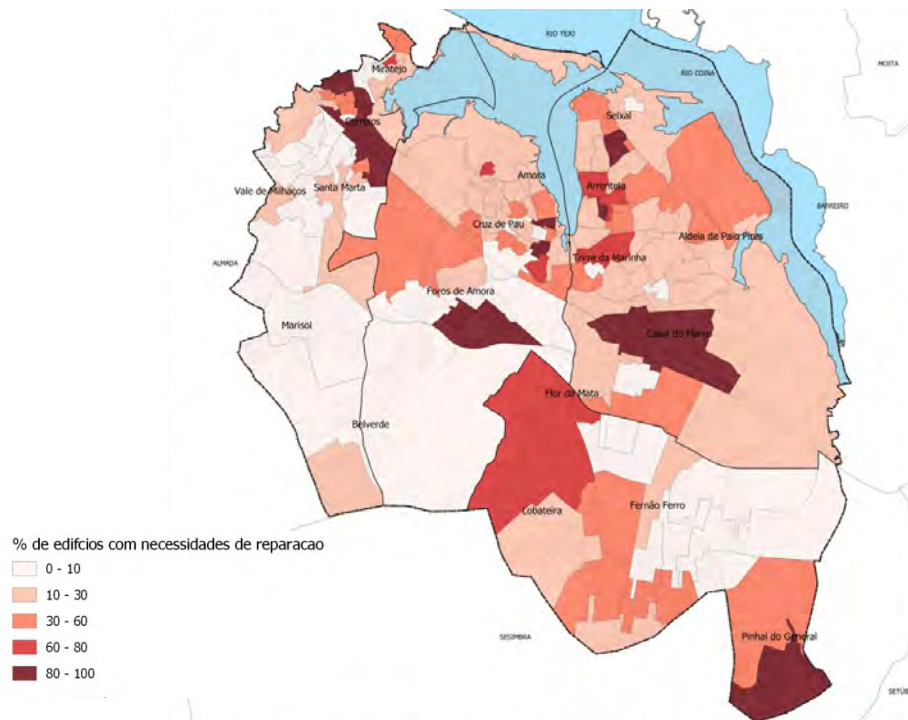 RIO TEJO
MOITA
RIO COINA
Miratejo
Seixal
Correios
Amora
Arrentela
Vale de Milhaços
Santa Marta
BARREIRO
Cruz de Pau
Aldeia de Paio Pires
Torre da Marinha
ALMADA
Foros de Amora
Marisol
Casal do Marco
Flor da Mata
Belverde
Lobateira
Fernão Ferro
% de edifcios com necessidades de reparacao
0 - 10
10 - 30
30 - 60
60 - 80
80 - 100
SESIMBRA
Pinhal do General
SETÚB